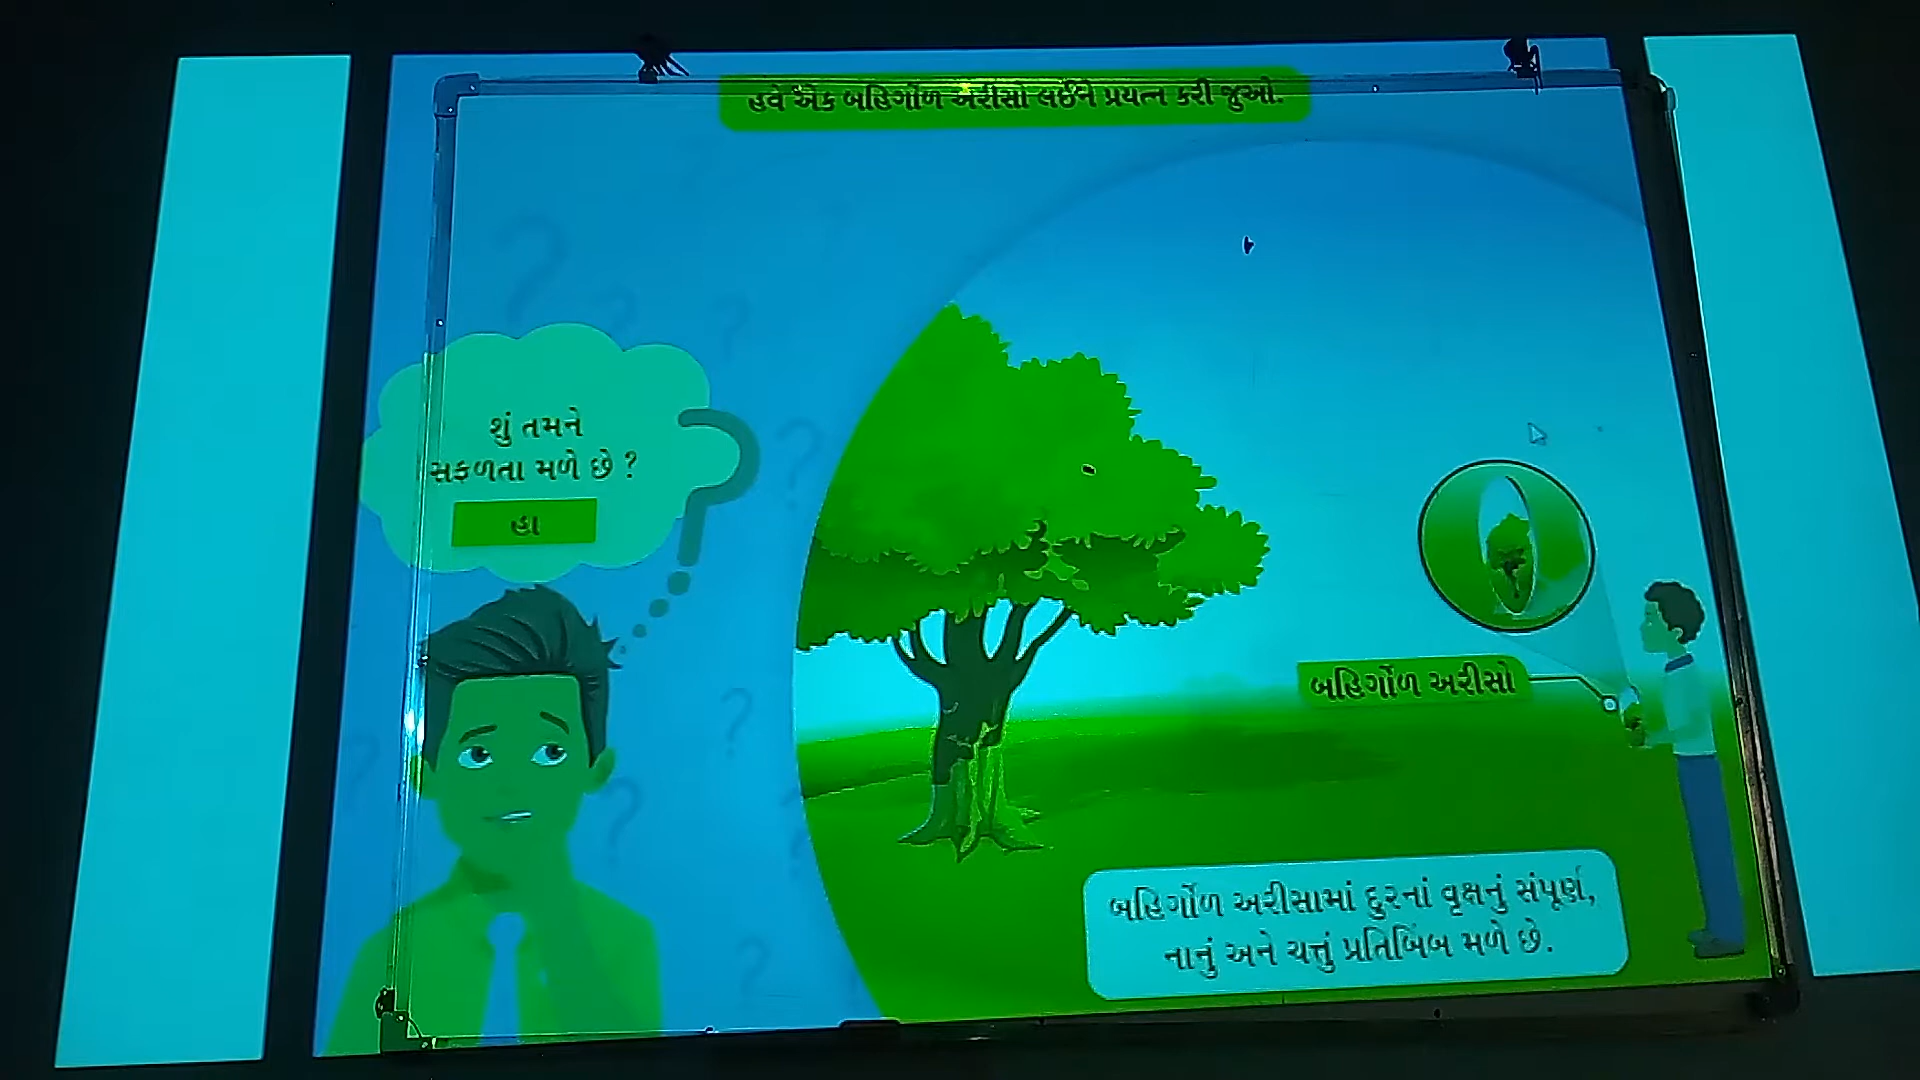 હવે એક બહિર્ગોળ અરીસો લઈને પ્રયત્ન કરી જુઓ.
શું તમને
સફળતા મળે છે ?
હા
બહિર્ગોળ અરીસો
બહિર્ગોળ અરીસામાં દુરનાં વૃક્ષનું સંપૂર્ણ,
નાનું અને ચત્તું પ્રતિબિંબ મળે છે.